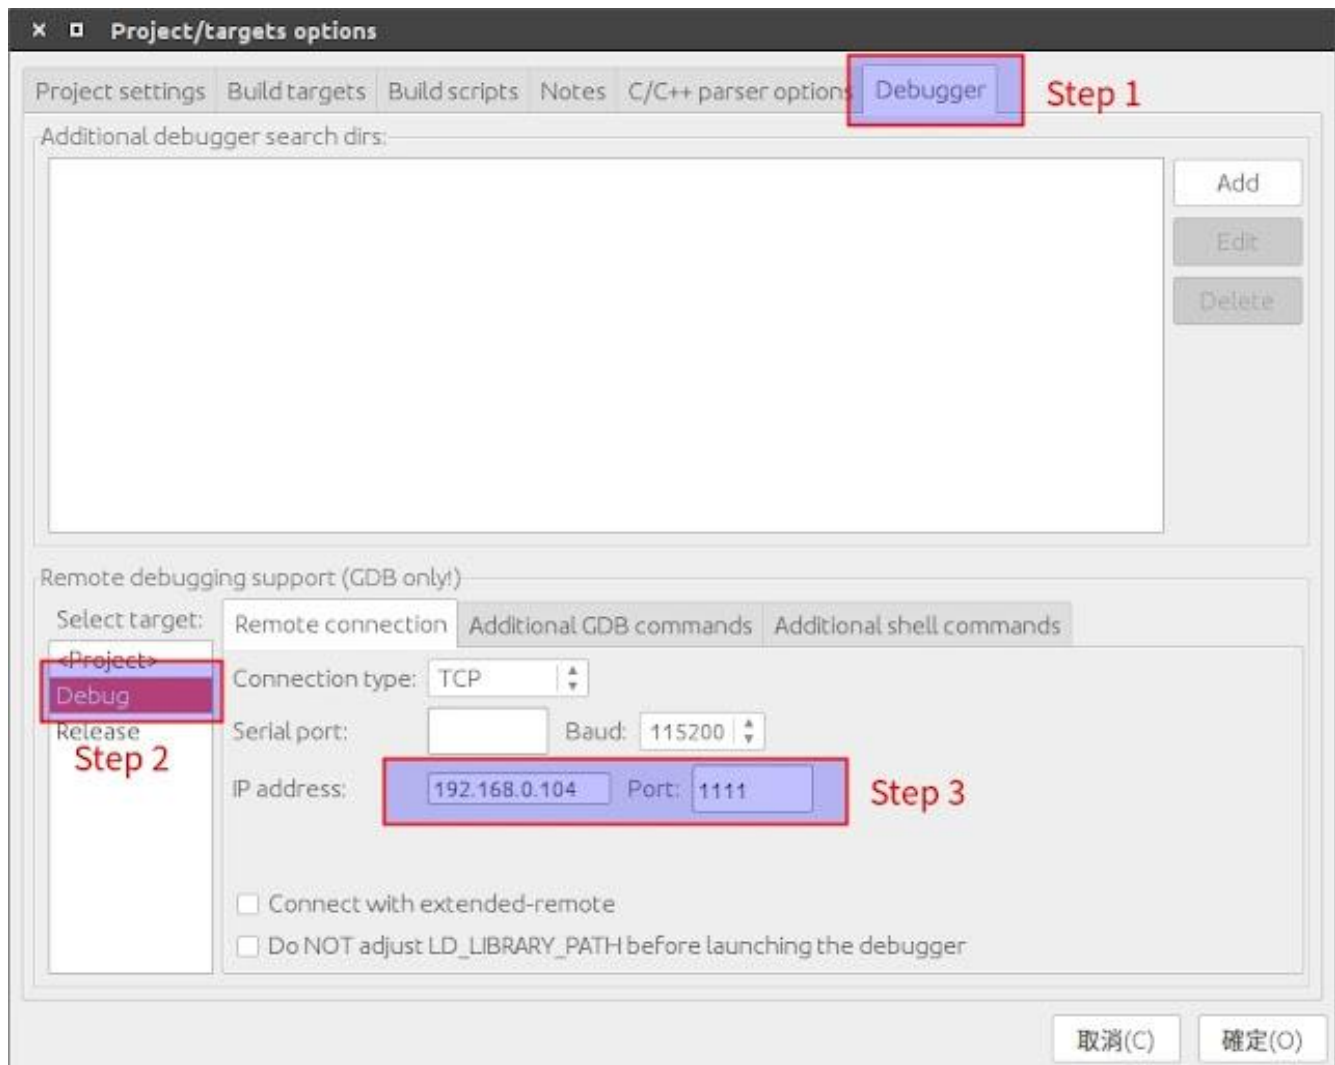 Project/targets options
Project settings Build targets Build scripts Notes C/C++ parser options Debugger Step 1
Additional debugger search dirs:
Add
Edit
Delete
Remote debugging support (GDB only!)
Select target: Remote connection Additional GDB commands Additional shell commands
<Project>
Connection type: TCP
Debug
Release
Serial port: Baud: 115200
Step 2
IP address: 192.168.0.104 Port: 1111 Step 3
Connect with extended-remote
Do NOT adjust LD_LIBRARY_PATH before launching the debugger
取消(C) 確定(O)